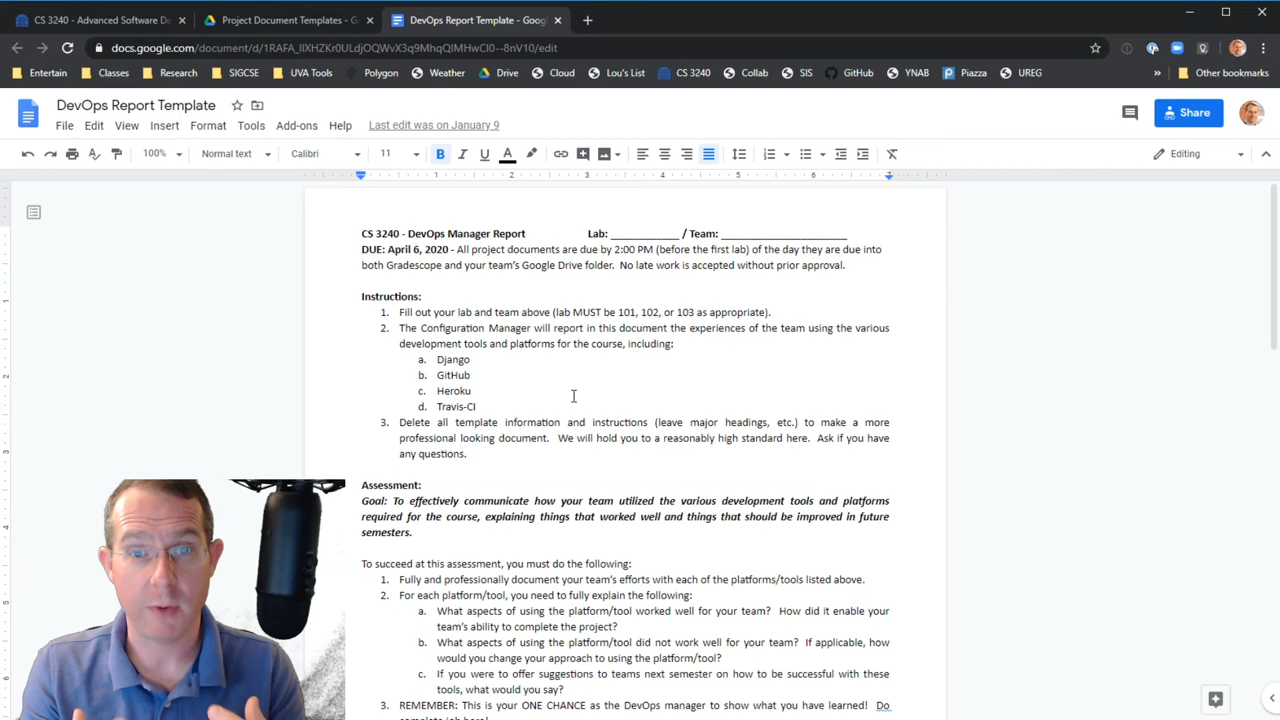 CS 3240 - Advanced Software De
Project Document Templates - G
DevOps Report Template - Goog
docs.google.com/document/d/1RAFA_lIXHZKr0ULdjOQWvX3q9MhqQIMHwCI0--8nV10/edit
Entertain
Classes
Research
SIGCSE
UVA Tools
Polygon
Weather
Drive
Cloud
Lou's List
CS 3240
Collab
SIS
GitHub
YNAB
Piazza
UREG
»
Other bookmarks
DevOps Report Template
File Edit View Insert Format Tools Add-ons Help Last edit was on January 9
Share
100% Normal text Calibri 11 B I U A Editing
1 2 3 4 5 6 7
CS 3240 - DevOps Manager Report Lab: ____________ / Team: ______________________
DUE: April 6, 2020 - All project documents are due by 2:00 PM (before the first lab) of the day they are due into
both Gradescope and your team's Google Drive folder. No late work is accepted without prior approval.
Instructions:
1. Fill out your lab and team above (lab MUST be 101, 102, or 103 as appropriate).
2. The Configuration Manager will report in this document the experiences of the team using the various
development tools and platforms for the course, including:
a. Django
b. GitHub
c. Heroku
d. Travis-CI
3. Delete all template information and instructions (leave major headings, etc.) to make a more
professional looking document. We will hold you to a reasonably high standard here. Ask if you have
any questions.
Assessment:
Goal: To effectively communicate how your team utilized the various development tools and platforms
required for the course, explaining things that worked well and things that should be improved in future
semesters.
To succeed at this assessment, you must do the following:
1. Fully and professionally document your team's efforts with each of the platforms/tools listed above.
2. For each platform/tool, you need to fully explain the following:
a. What aspects of using the platform/tool worked well for your team? How did it enable your
team's ability to complete the project?
b. What aspects of using the platform/tool did not work well for your team? If applicable, how
would you change your approach to using the platform/tool?
c. If you were to offer suggestions to teams next semester on how to be successful with these
tools, what would you say?
3. REMEMBER: This is your ONE CHANCE as the DevOps manager to show what you have learned! Do